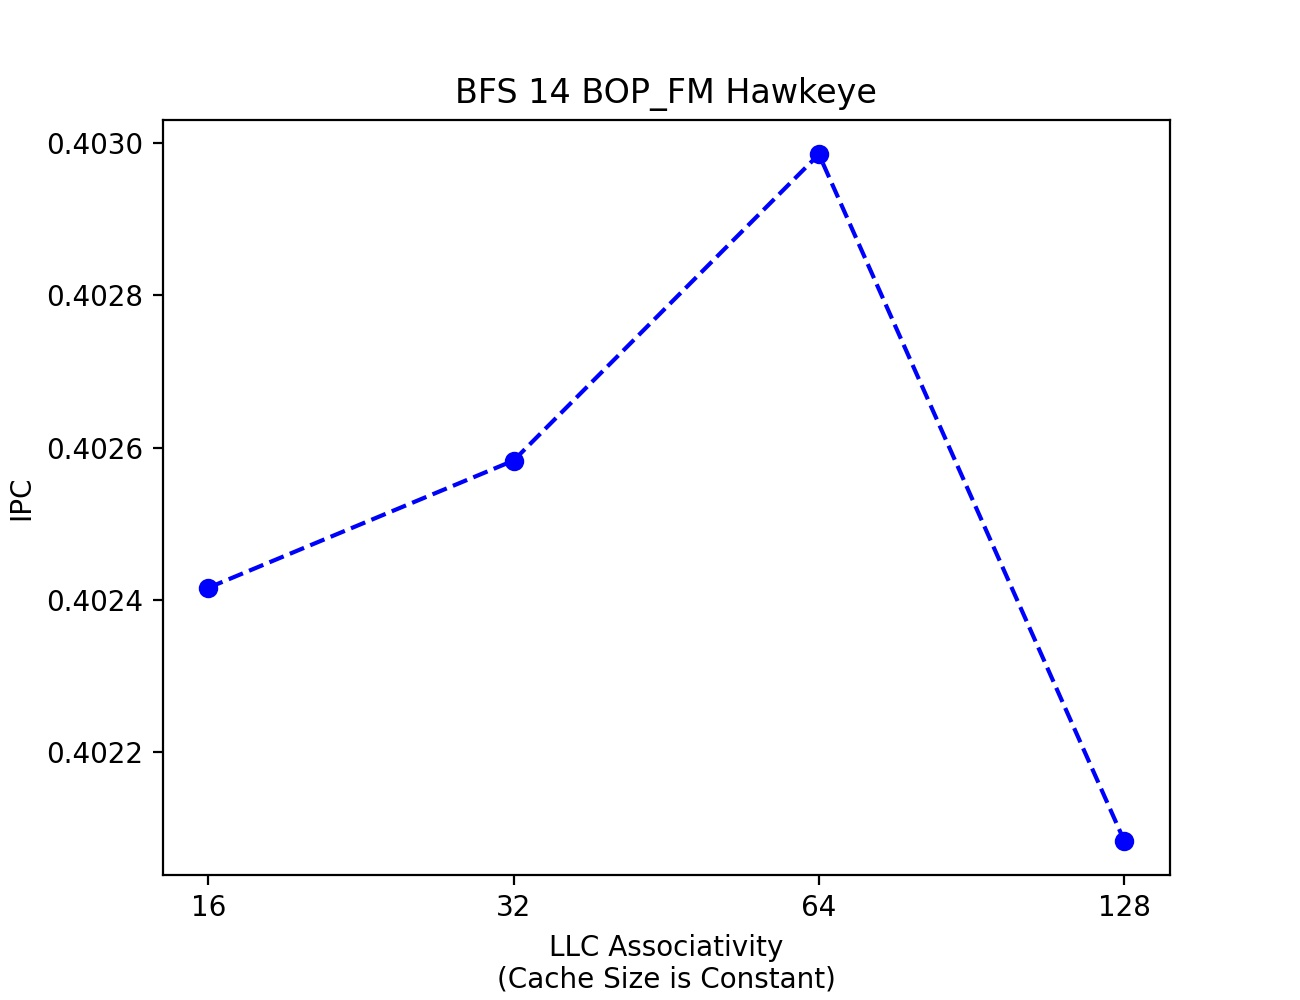 BFS 14 BOP_FM Hawkeye
0.4030
0.4028
0.4026
0.4024
0.4022
IPC
16 32 64 128
LLC Associativity
(Cache Size is Constant)